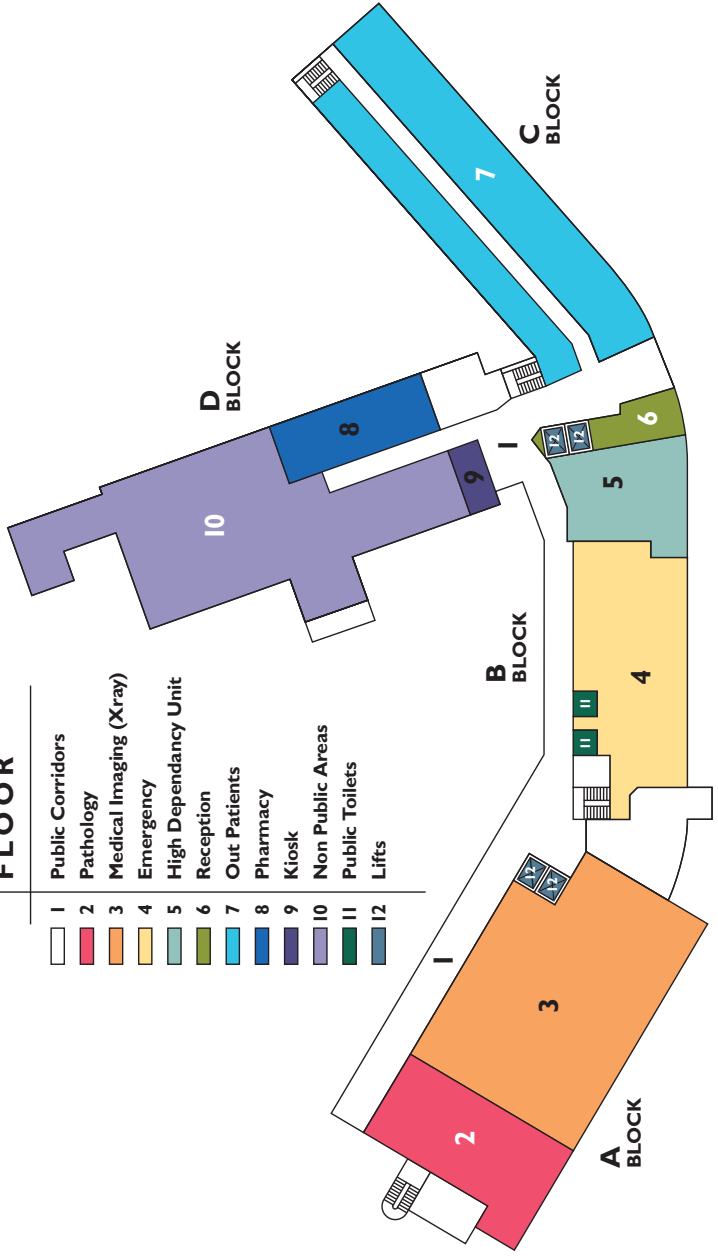 FLOOR
1 Public Corridors
2 Pathology
3 Medical Imaging (Xray)
4 Emergency
5 High Dependancy Unit
6 Reception
7 Out Patients
8 Pharmacy
9 Kiosk
10 Non Public Areas
11 Public Toilets
12 Lifts
D
BLOCK
C
BLOCK
B
BLOCK
A
BLOCK
10
8
9
1
7
12
12
6
5
4
11
11
12
12
1
3
2